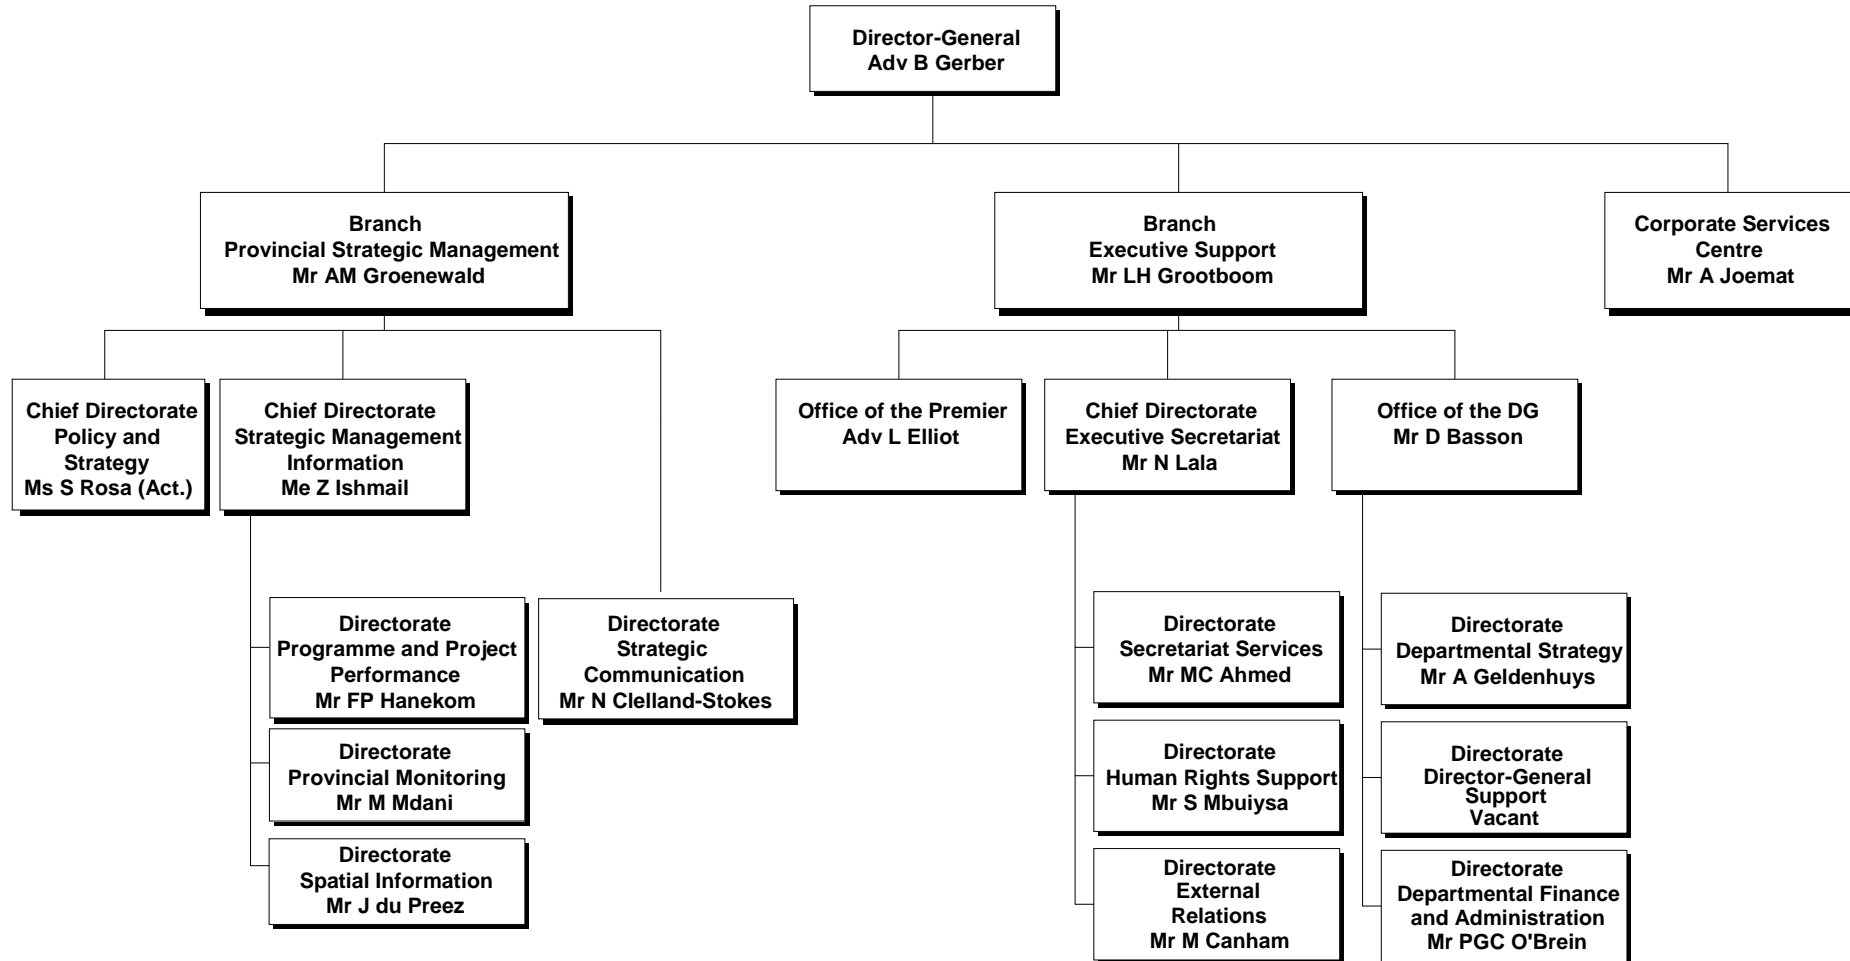 Director-General
Adv B Gerber
Branch
Provincial Strategic Management
Mr AM Groenewald
Branch
Executive Support
Mr LH Grootboom
Corporate Services
Centre
Mr A Joemat
Chief Directorate
Policy and
Strategy
Ms S Rosa (Act.)
Chief Directorate
Strategic Management
Information
Me Z Ishmail
Office of the Premier
Adv L Elliot
Chief Directorate
Executive Secretariat
Mr N Lala
Office of the DG
Mr D Basson
Directorate
Programme and Project
Performance
Mr FP Hanekom
Directorate
Strategic
Communication
Mr N Clelland-Stokes
Directorate
Secretariat Services
Mr MC Ahmed
Directorate
Departmental Strategy
Mr A Geldenhuys
Directorate
Provincial Monitoring
Mr M Mdani
Directorate
Human Rights Support
Mr S Mbuiysa
Directorate
Director-General
Support
Vacant
Directorate
Spatial Information
Mr J du Preez
Directorate
External
Relations
Mr M Canham
Directorate
Departmental Finance
and Administration
Mr PGC O'Brein